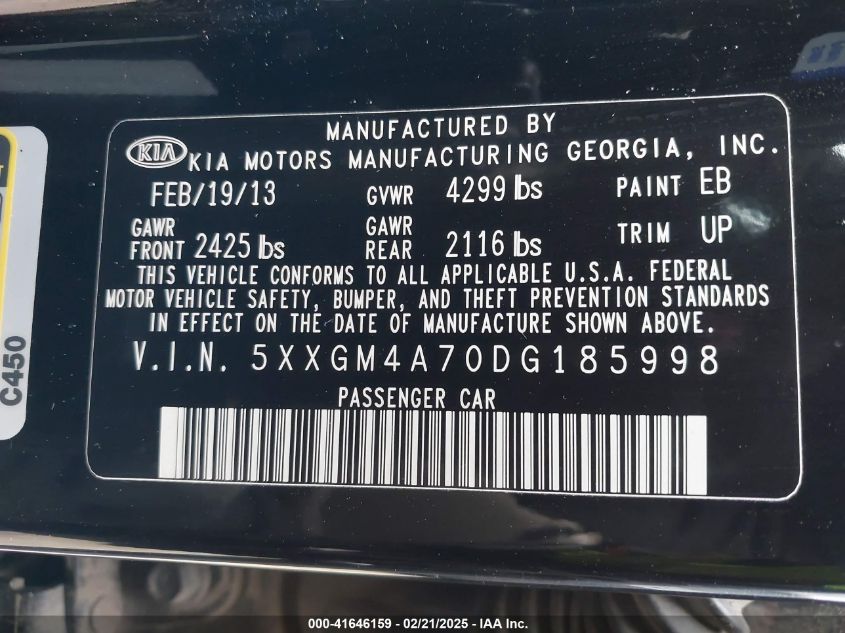 MANUFACTURED BY
KIA KIA MOTORS MANUFACTURING GEORGIA, INC.
FEB/19/13 GVWR 4299 lbs PAINT EB
GAWR FRONT 2425 lbs GAWR REAR 2116 lbs TRIM UP
THIS VEHICLE CONFORMS TO ALL APPLICABLE U.S.A. FEDERAL
MOTOR VEHICLE SAFETY, BUMPER, AND THEFT PREVENTION STANDARDS
IN EFFECT ON THE DATE OF MANUFACTURE SHOWN ABOVE.
V.I.N. 5XXGM4A70DG185998
PASSENGER CAR
C450
000-41646159 — 02/21/2025 — IAA Inc.